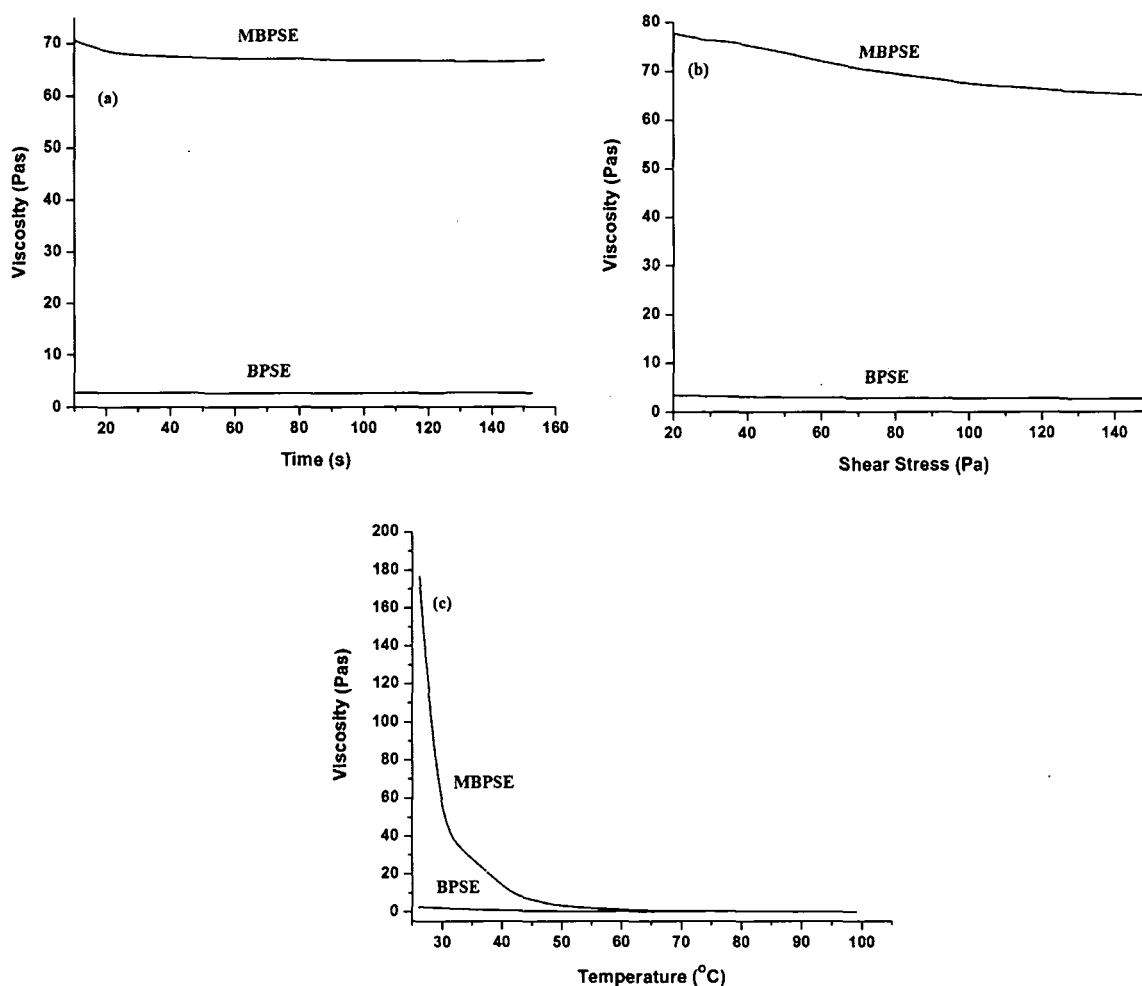 70
60
50
40
30
20
10
0
Viscosity (Pas)
(a)
MBPSE
BPSE
20 40 60 80 100 120 140 160
Time (s)
80
70
60
50
40
30
20
10
0
Viscosity (Pas)
(b)
MBPSE
BPSE
20 40 60 80 100 120 140
Shear Stress (Pa)
200
180
160
140
120
100
80
60
40
20
0
Viscosity (Pas)
(c)
MBPSE
BPSE
30 40 50 60 70 80 90 100
Temperature (°C)